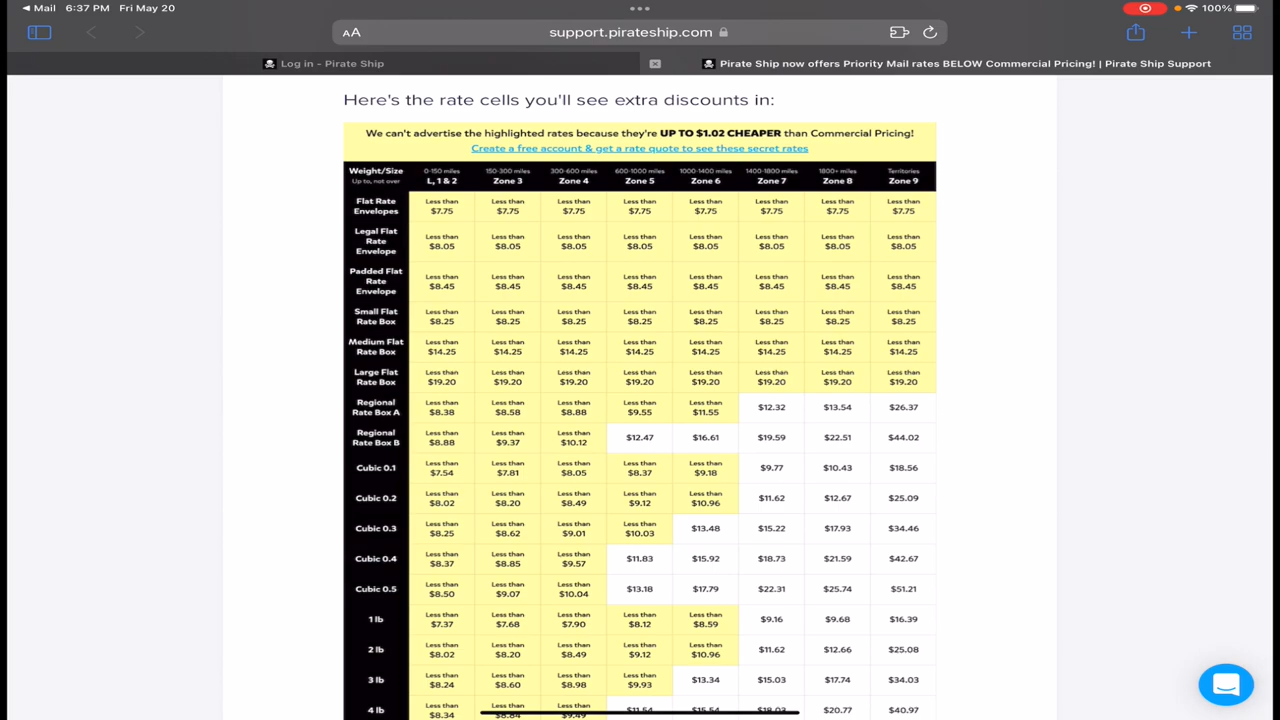 Mail 6:37 PM Fri May 20 100%
AA support.pirateship.com
Log in – Pirate Ship Pirate Ship now offers Priority Mail rates BELOW Commercial Pricing! | Pirate Ship Support
Here's the rate cells you'll see extra discounts in:
We can't advertise the highlighted rates because they're UP TO $1.02 CHEAPER than Commercial Pricing!
Create a free account & get a rate quote to see these secret rates
Weight/Size 0-150 miles 150-300 miles 300-600 miles 600-1000 miles 1000-1400 miles 1400-1800 miles 1800+ miles Territories
Up to, not over L, 1 & 2 Zone 3 Zone 4 Zone 5 Zone 6 Zone 7 Zone 8 Zone 9
Flat Rate Less than Less than Less than Less than Less than Less than Less than Less than
Envelopes $7.75 $7.75 $7.75 $7.75 $7.75 $7.75 $7.75 $7.75
Legal Flat
Rate Less than Less than Less than Less than Less than Less than Less than Less than
Envelope $8.05 $8.05 $8.05 $8.05 $8.05 $8.05 $8.05 $8.05
Padded Flat
Rate Less than Less than Less than Less than Less than Less than Less than Less than
Envelope $8.45 $8.45 $8.45 $8.45 $8.45 $8.45 $8.45 $8.45
Small Flat Less than Less than Less than Less than Less than Less than Less than Less than
Rate Box $8.25 $8.25 $8.25 $8.25 $8.25 $8.25 $8.25 $8.25
Medium Flat Less than Less than Less than Less than Less than Less than Less than Less than
Rate Box $14.25 $14.25 $14.25 $14.25 $14.25 $14.25 $14.25 $14.25
Large Flat Less than Less than Less than Less than Less than Less than Less than Less than
Rate Box $19.20 $19.20 $19.20 $19.20 $19.20 $19.20 $19.20 $19.20
Regional Less than Less than Less than Less than Less than
Rate Box A $8.38 $8.58 $8.88 $9.55 $11.55 $12.32 $13.54 $26.37
Regional Less than Less than Less than
Rate Box B $8.88 $9.37 $10.12 $12.47 $16.61 $19.59 $22.51 $44.02
Less than Less than Less than Less than Less than
Cubic 0.1 $7.54 $7.81 $8.05 $8.37 $9.18 $9.77 $10.43 $18.56
Less than Less than Less than Less than Less than
Cubic 0.2 $8.02 $8.20 $8.49 $9.12 $10.96 $11.62 $12.67 $25.09
Less than Less than Less than Less than
Cubic 0.3 $8.25 $8.62 $9.01 $10.03 $13.48 $15.22 $17.93 $34.46
Less than Less than Less than
Cubic 0.4 $8.37 $8.85 $9.57 $11.83 $15.92 $18.73 $21.59 $42.67
Less than Less than Less than
Cubic 0.5 $8.50 $9.07 $10.04 $13.18 $17.79 $22.31 $25.74 $51.21
Less than Less than Less than Less than Less than
1 lb $7.37 $7.68 $7.90 $8.12 $8.59 $9.16 $9.68 $16.39
Less than Less than Less than Less than Less than
2 lb $8.02 $8.20 $8.49 $9.12 $10.96 $11.62 $12.66 $25.08
Less than Less than Less than Less than
3 lb $8.24 $8.60 $8.98 $9.93 $13.34 $15.03 $17.74 $34.03
Less than Less than Less than
4 lb $8.34 $8.84 $9.49 $11.54 $15.54 $18.03 $20.77 $40.97